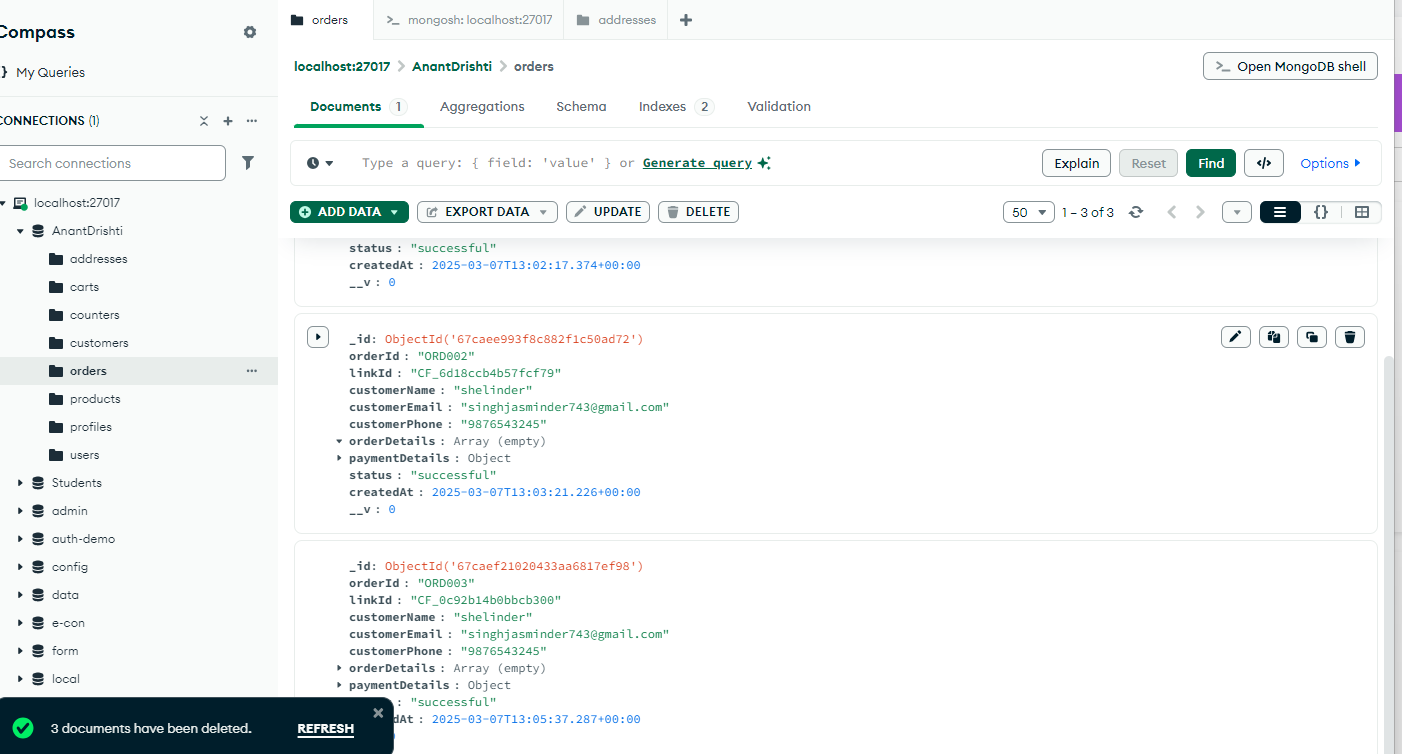 orders
mongosh: localhost:27017
addresses
Compass
My Queries
CONNECTIONS (1)
Search connections
localhost:27017
AnantDrishti
addresses
carts
counters
customers
orders
products
profiles
users
Students
admin
auth-demo
config
data
e-con
form
local
localhost:27017 > AnantDrishti > orders
>_ Open MongoDB shell
Documents 1 Aggregations Schema Indexes 2 Validation
Type a query: { field: 'value' } or Generate query
Explain Reset Find </> Options
ADD DATA EXPORT DATA UPDATE DELETE
50 1 – 3 of 3 {}
status : "successful"
createdAt : 2025-03-07T13:02:17.374+00:00
__v : 0
_id: ObjectId('67caee993f8c882f1c50ad72')
orderId : "ORD002"
linkId : "CF_6d18ccb4b57fcf79"
customerName : "shelinder"
customerEmail : "singhjasminder743@gmail.com"
customerPhone : "9876543245"
orderDetails : Array (empty)
paymentDetails : Object
status : "successful"
createdAt : 2025-03-07T13:03:21.226+00:00
__v : 0
_id: ObjectId('67caef21020433aa6817ef98')
orderId : "ORD003"
linkId : "CF_0c92b14b0bbcb300"
customerName : "shelinder"
customerEmail : "singhjasminder743@gmail.com"
customerPhone : "9876543245"
orderDetails : Array (empty)
paymentDetails : Object
: "successful"
dAt : 2025-03-07T13:05:37.287+00:00
3 documents have been deleted. REFRESH